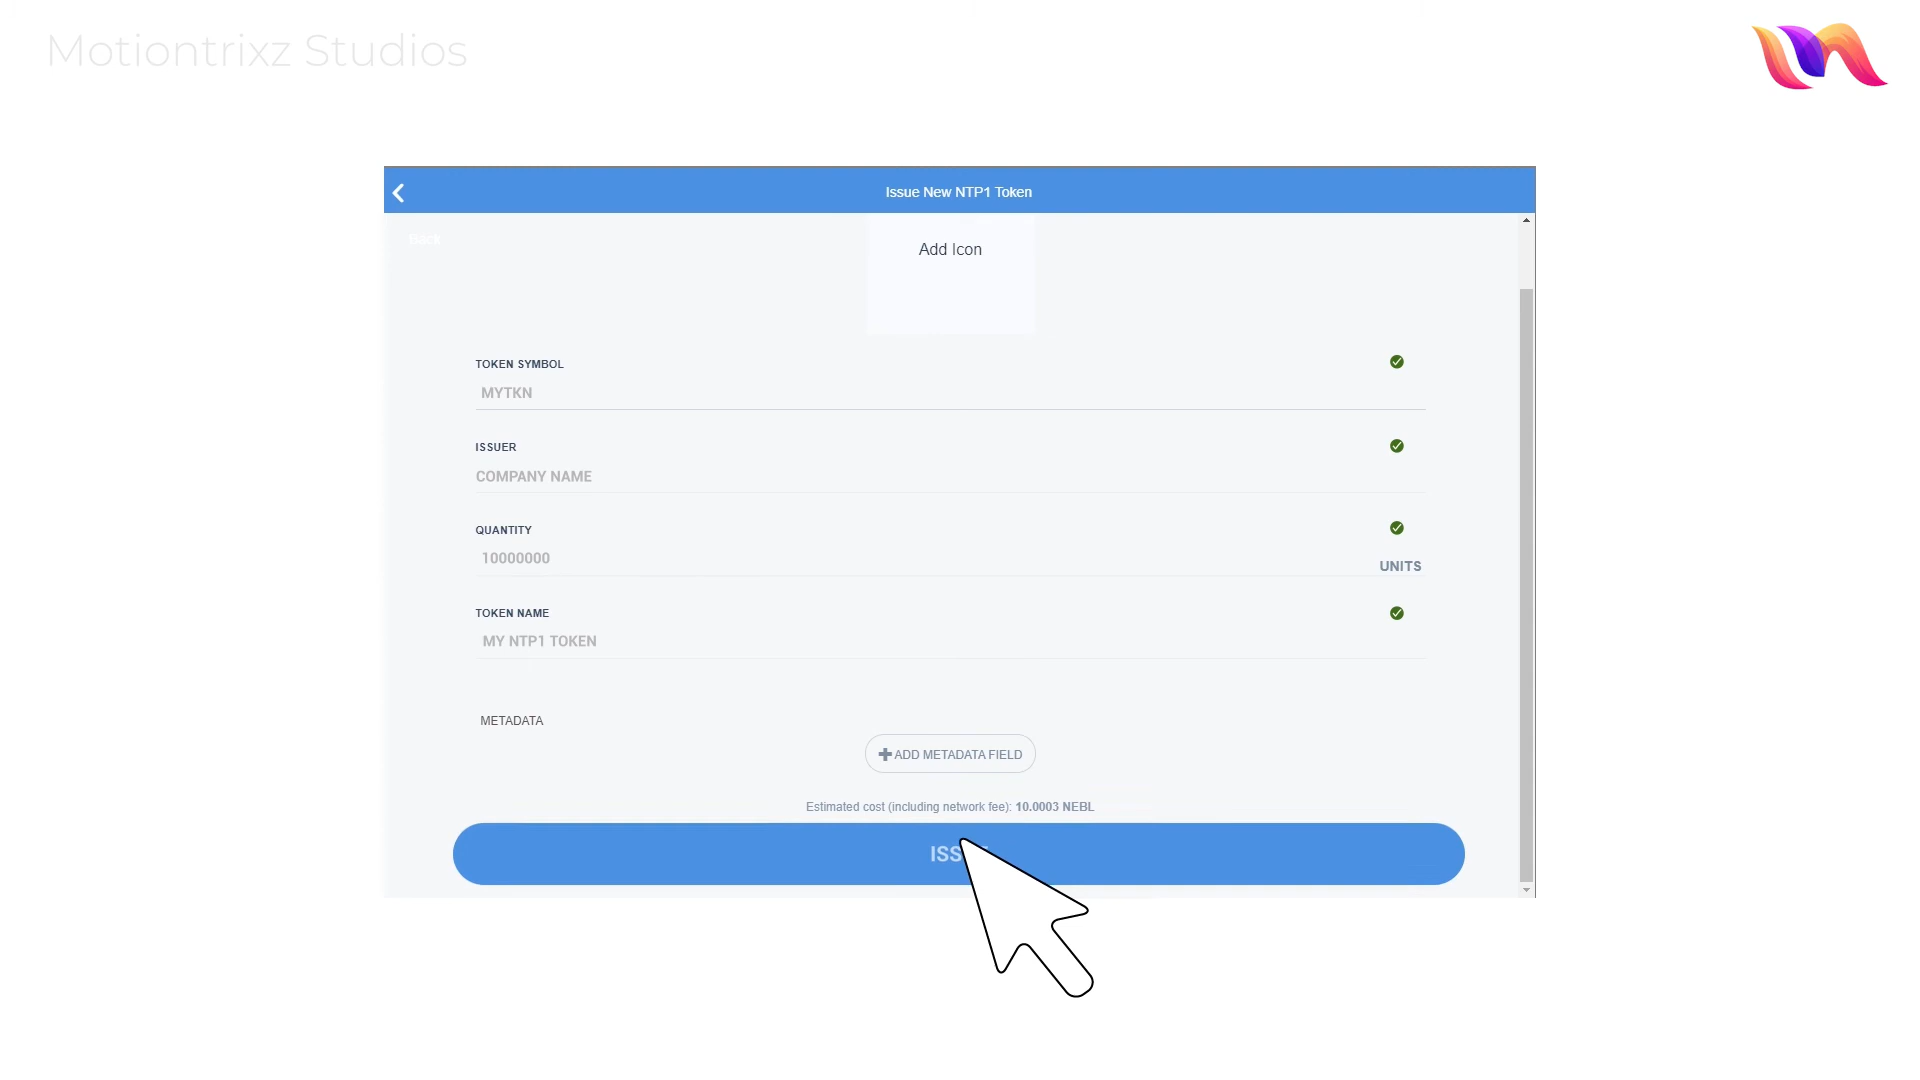 Motiontrixz Studios
Issue New NTP1 Token
Back
Add Icon
TOKEN SYMBOL
MYTKN
ISSUER
COMPANY NAME
QUANTITY
10000000
UNITS
TOKEN NAME
MY NTP1 TOKEN
METADATA
ADD METADATA FIELD
Estimated cost (including network fee): 10.0003 NEBL